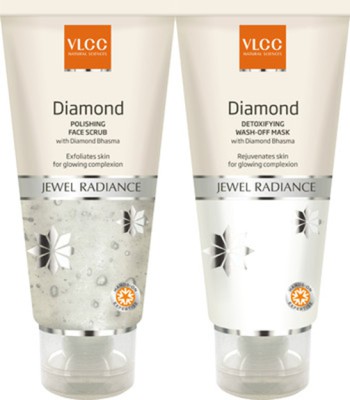 VLCC
NATURAL SCIENCES
Diamond
POLISHING
FACE SCRUB
with Diamond Bhasma
Exfoliates skin
for glowing complexion
JEWEL RADIANCE
VLCC
NATURAL SCIENCES
Diamond
DETOXIFYING
WASH-OFF MASK
with Diamond Bhasma
Rejuvenates skin
for glowing complexion
JEWEL RADIANCE